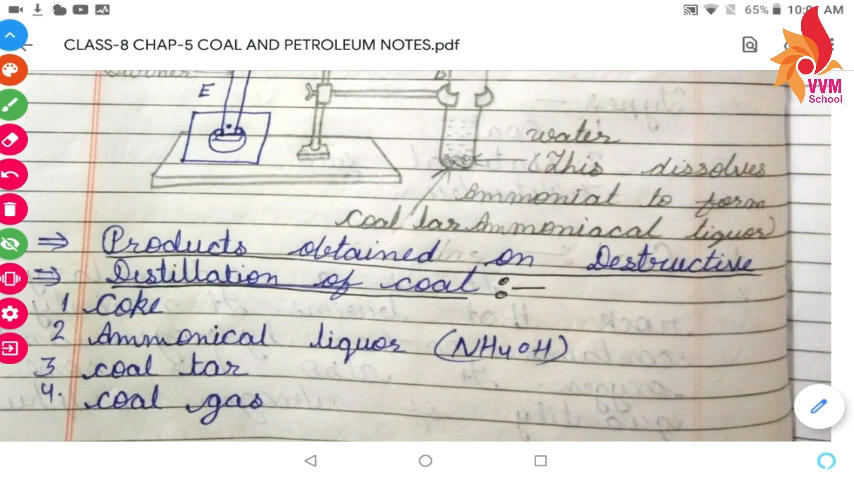 65% 10:0 AM
CLASS-8 CHAP-5 COAL AND PETROLEUM NOTES.pdf
VVM
School
E
water
(This dissolves
Ammoniat to form
coal tar Ammoniacal liquor)
⇒ Products obtained on Destructive
⇒ Distillation of coal :—
1 Coke
2 Ammonical liquor (NH4OH)
3 coal tar
4. coal gas